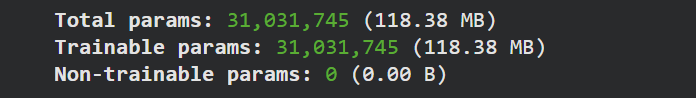 Total params: 31,031,745 (118.38 MB)
Trainable params: 31,031,745 (118.38 MB)
Non-trainable params: 0 (0.00 B)